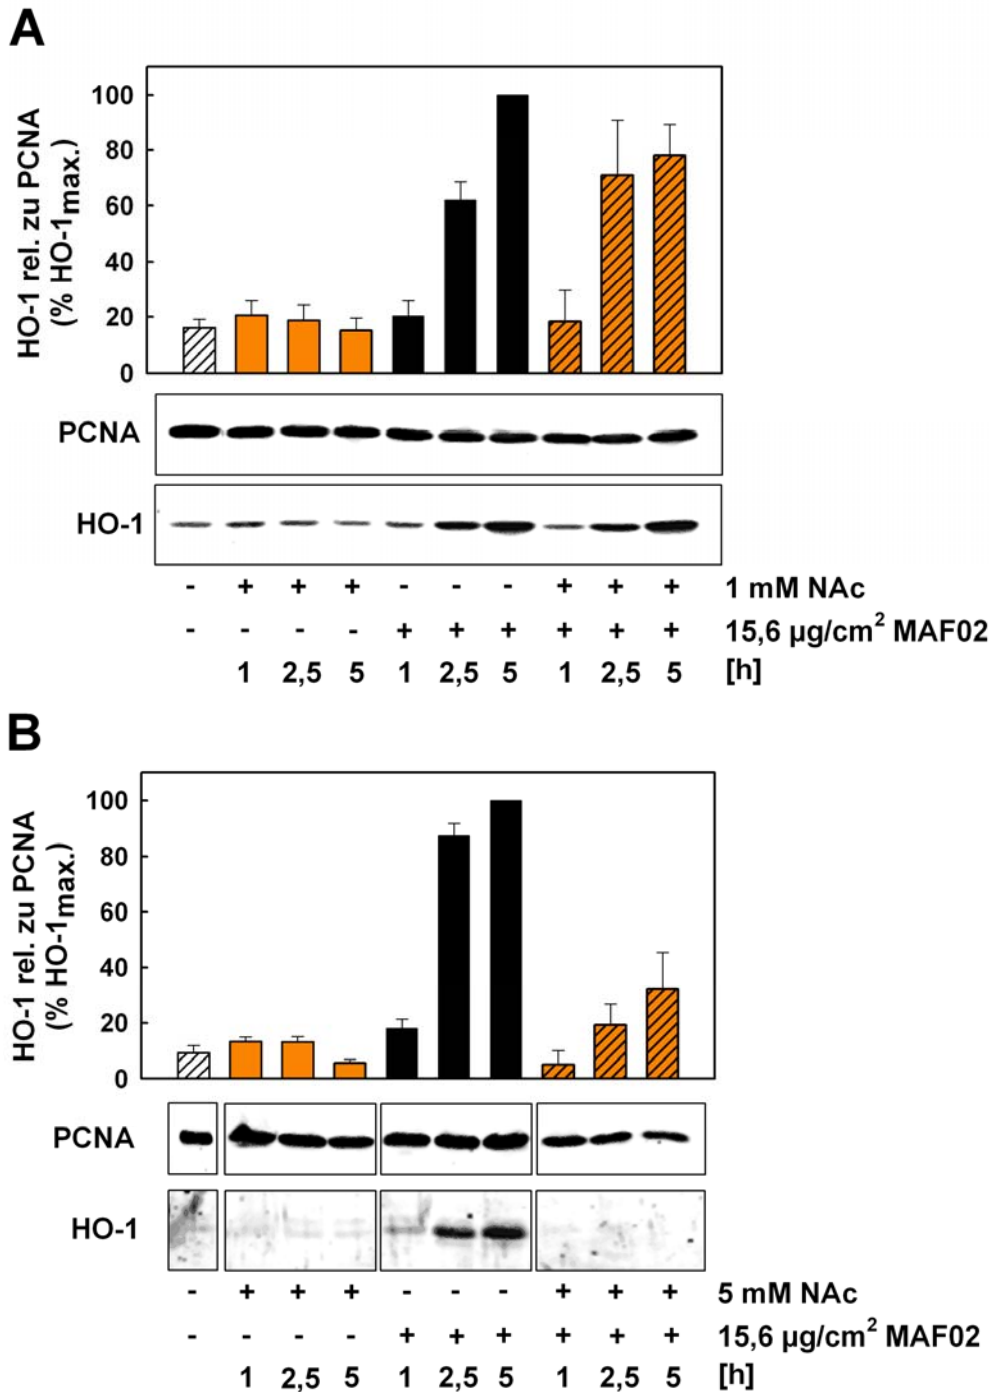 A
HO-1 rel. zu PCNA
(% HO-1max.)
100
80
60
40
20
0
PCNA
HO-1
- + + + - - - + + + 1 mM NAc
- - - - + + + + + + 15,6 µg/cm² MAF02
1 2,5 5 1 2,5 5 1 2,5 5 [h]
B
HO-1 rel. zu PCNA
(% HO-1max.)
100
80
60
40
20
0
PCNA
HO-1
- + + + - - - + + + 5 mM NAc
- - - - + + + + + + 15,6 µg/cm² MAF02
1 2,5 5 1 2,5 5 1 2,5 5 [h]